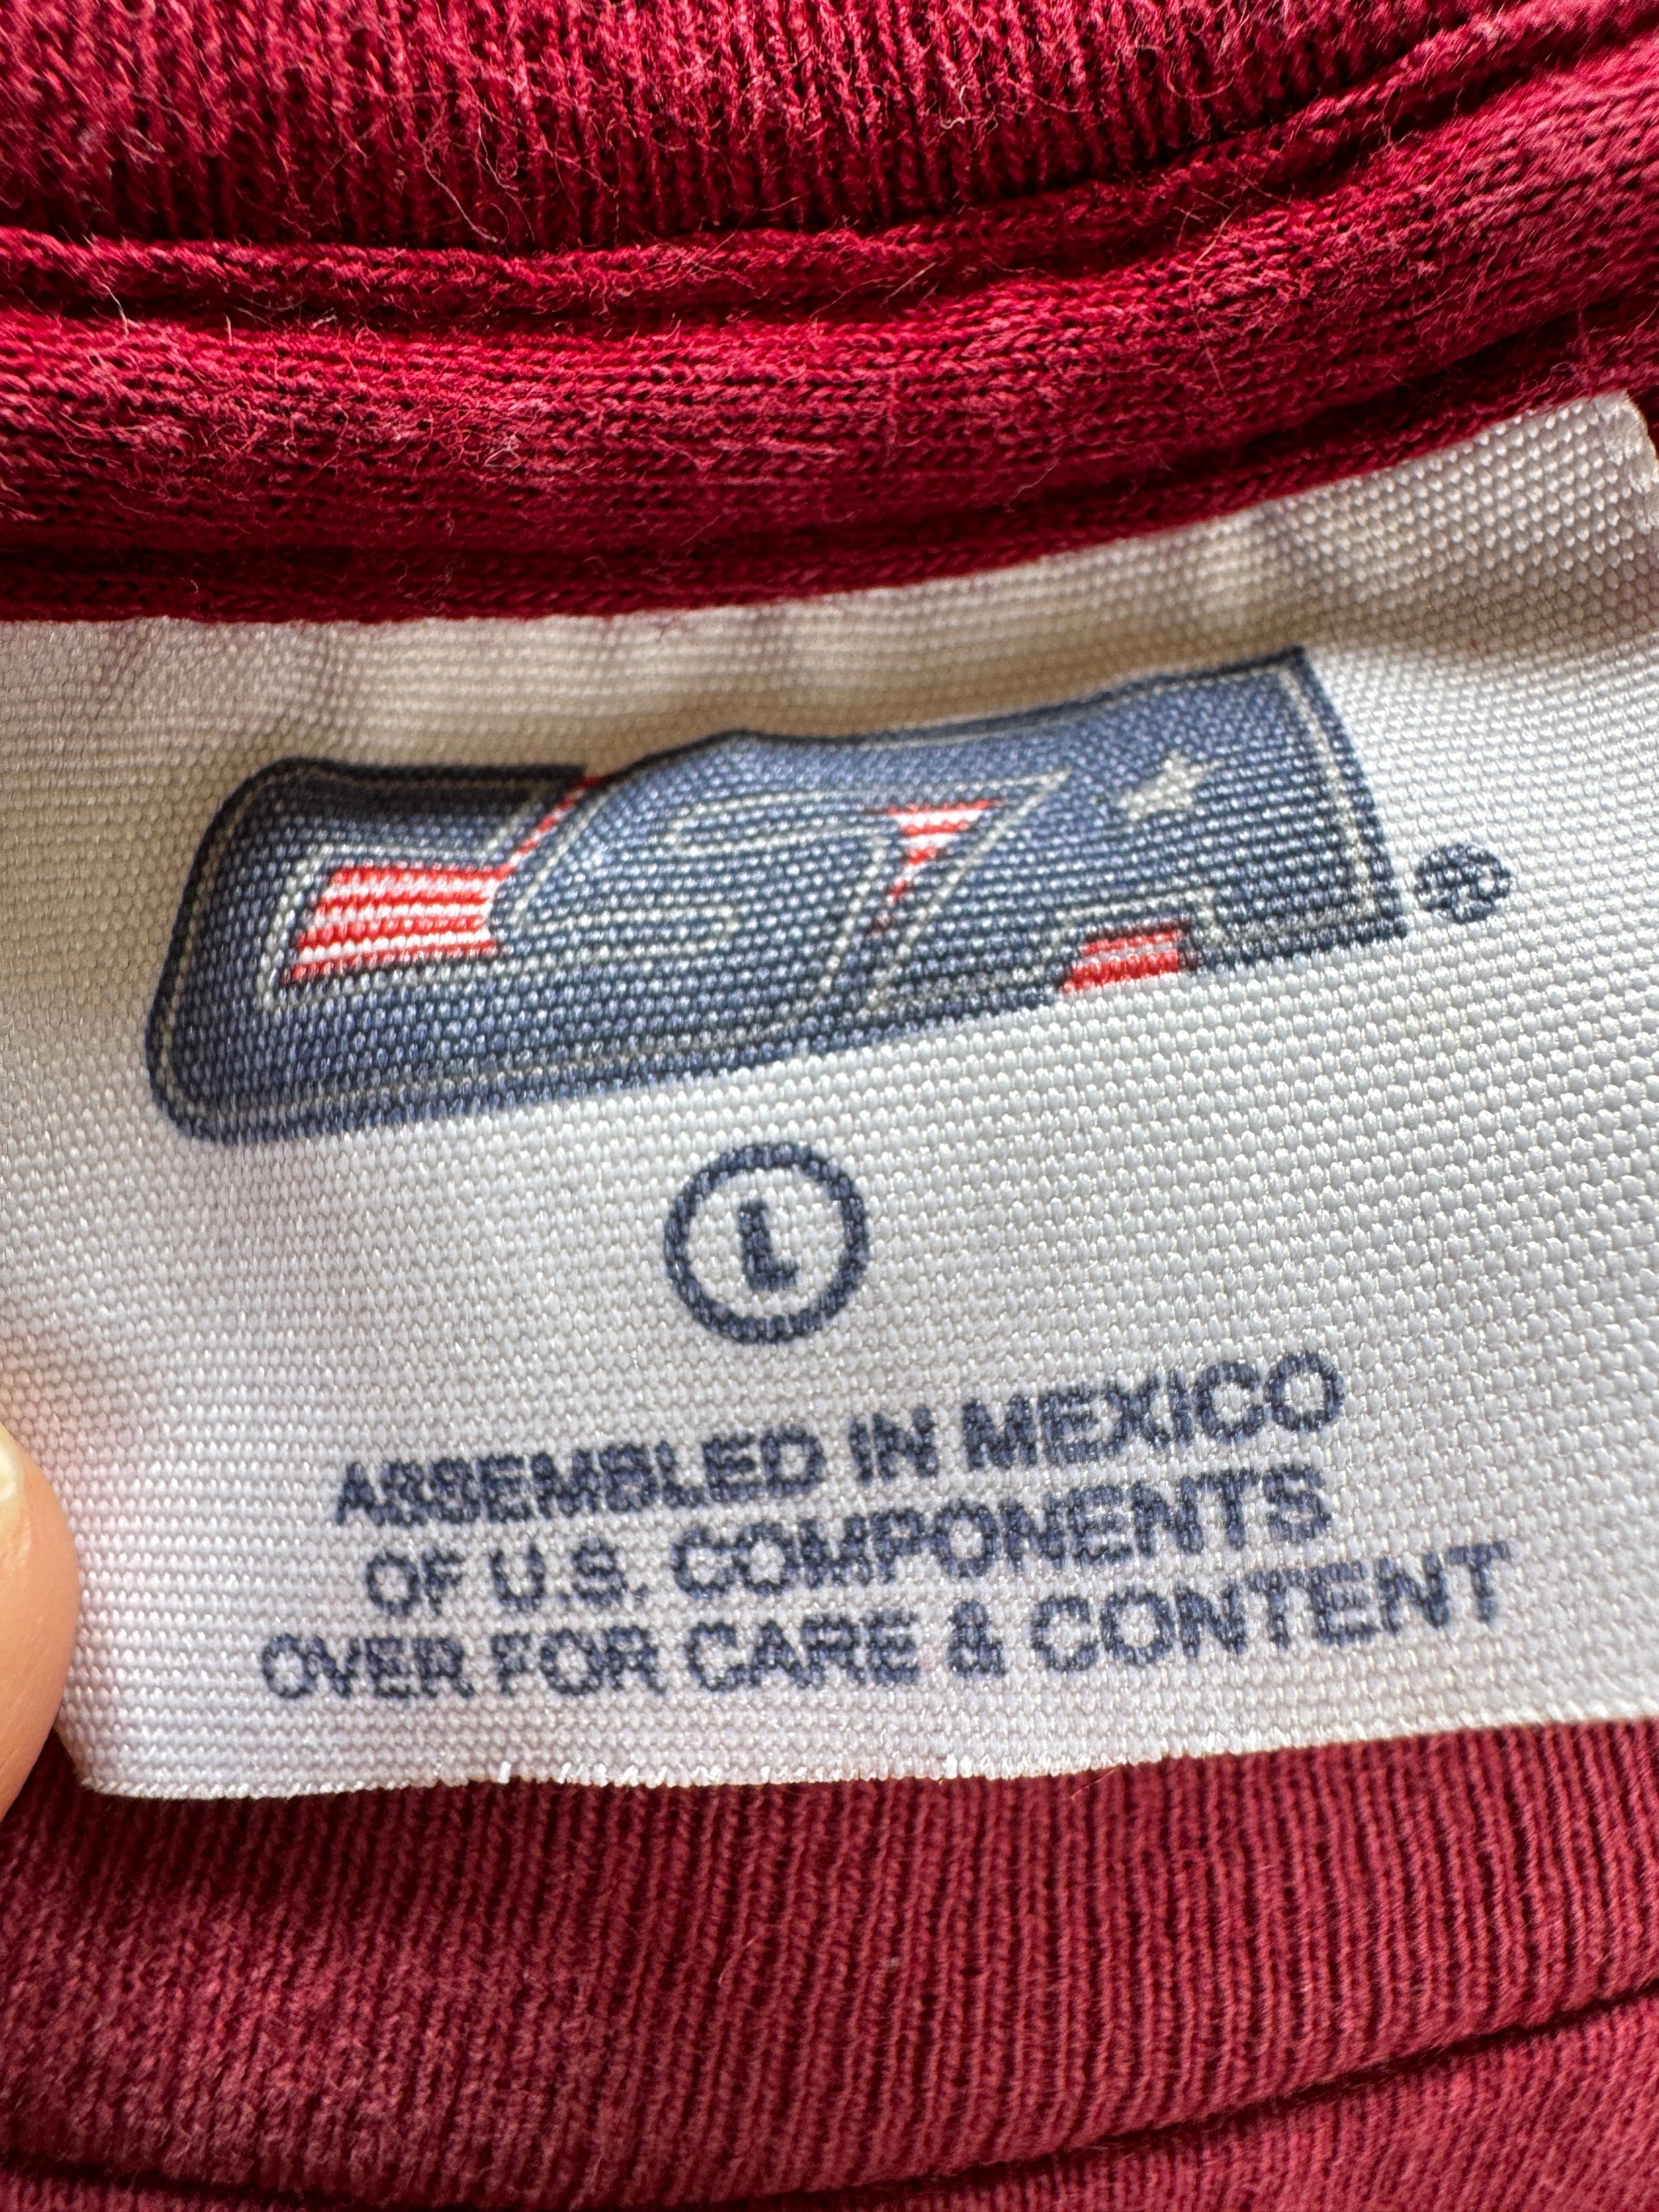 ®
L
ASSEMBLED IN MEXICO
OF U.S. COMPONENTS
OVER FOR CARE & CONTENT